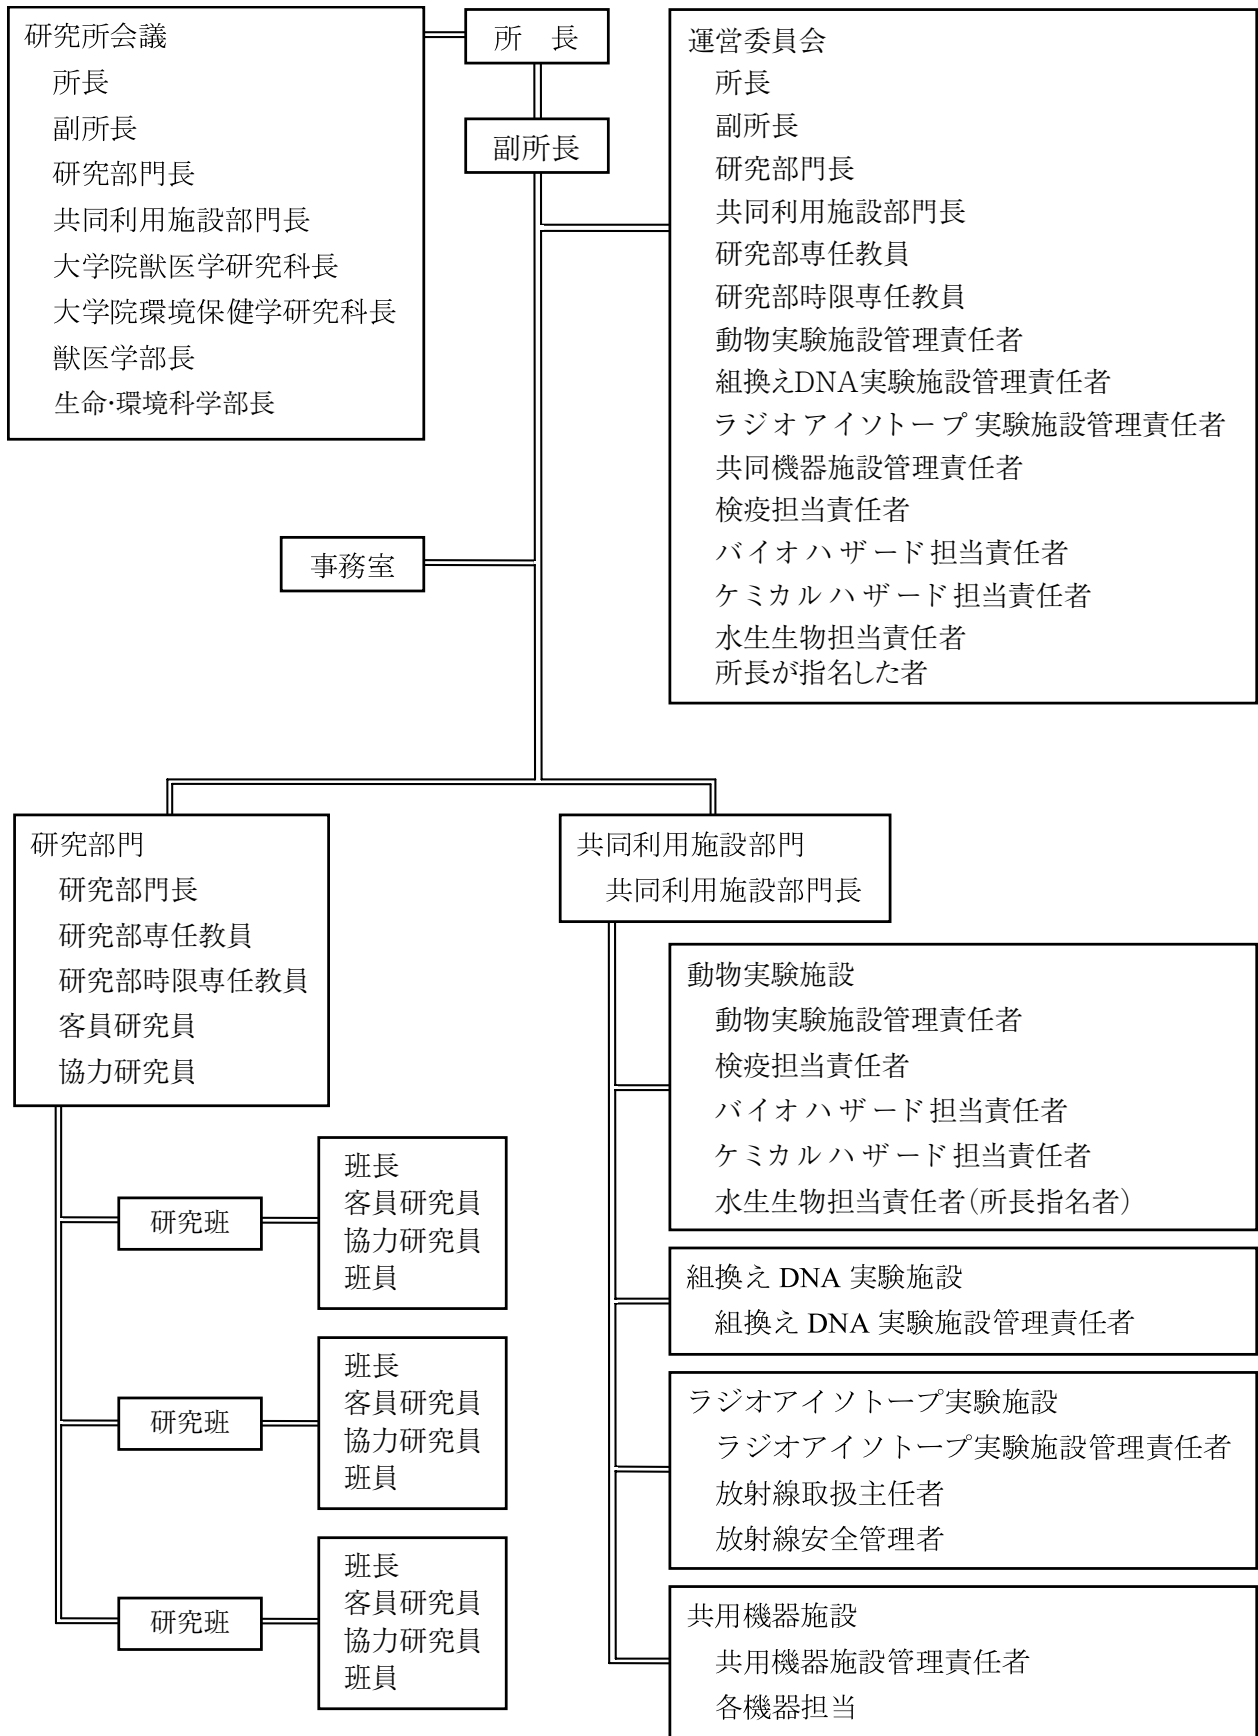 研究所会議
所長
副所長
研究部門長
共同利用施設部門長
大学院獣医学研究科長
大学院環境保健学研究科長
獣医学部長
生命・環境科学部長
所　長
副所長
運営委員会
所長
副所長
研究部門長
共同利用施設部門長
研究部専任教員
研究部時限専任教員
動物実験施設管理責任者
組換えDNA実験施設管理責任者
ラジオアイソトープ実験施設管理責任者
共同機器施設管理責任者
検疫担当責任者
バイオハザード担当責任者
ケミカルハザード担当責任者
水生生物担当責任者
所長が指名した者
事務室
研究部門
研究部門長
研究部専任教員
研究部時限専任教員
客員研究員
協力研究員
研究班
班長
客員研究員
協力研究員
班員
研究班
班長
客員研究員
協力研究員
班員
研究班
班長
客員研究員
協力研究員
班員
共同利用施設部門
共同利用施設部門長
動物実験施設
動物実験施設管理責任者
検疫担当責任者
バイオハザード担当責任者
ケミカルハザード担当責任者
水生生物担当責任者(所長指名者)
組換え DNA 実験施設
組換え DNA 実験施設管理責任者
ラジオアイソトープ実験施設
ラジオアイソトープ実験施設管理責任者
放射線取扱主任者
放射線安全管理者
共用機器施設
共用機器施設管理責任者
各機器担当